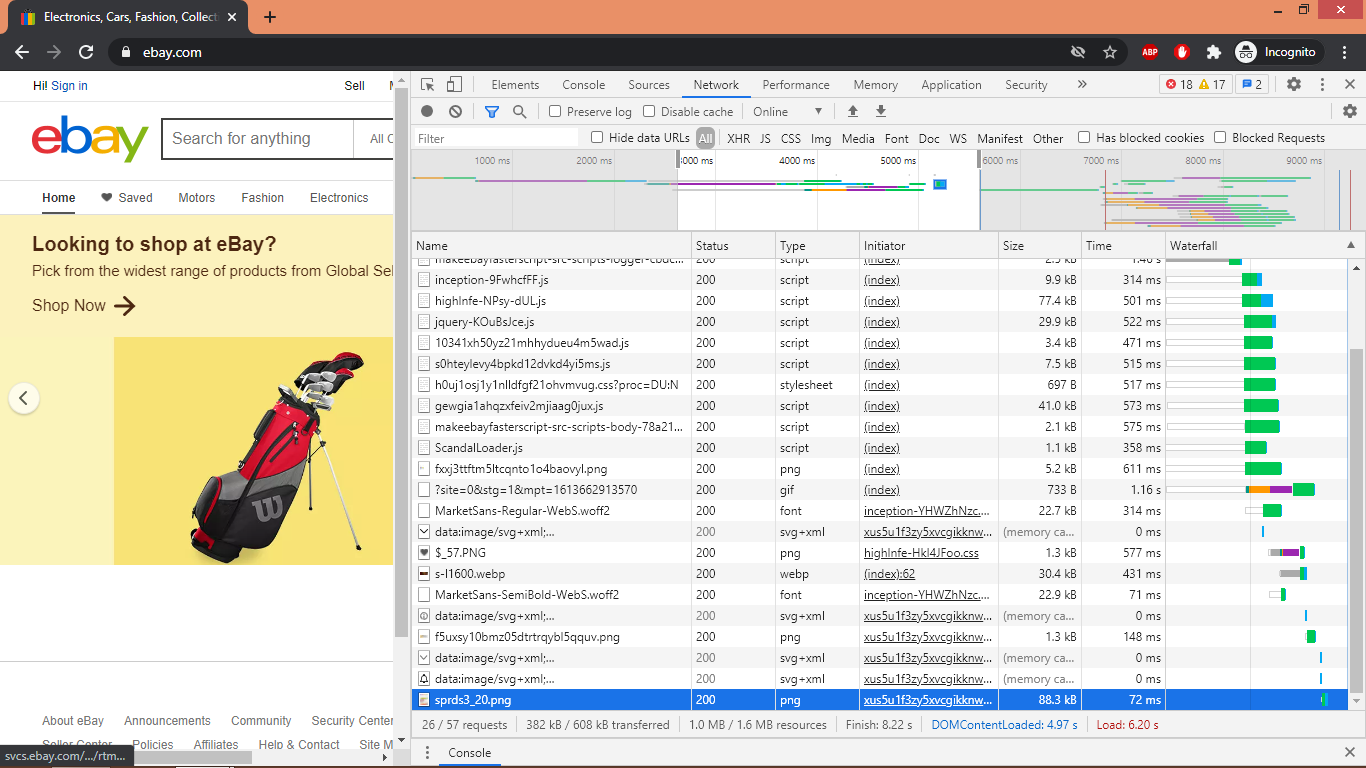 Electronics, Cars, Fashion, Collecti
ebay.com
ABP
Incognito
Hi! Sign in
Sell
ebay
Search for anything
All C
Home
Saved
Motors
Fashion
Electronics
Looking to shop at eBay?
Pick from the widest range of products from Global Sel
Shop Now
W
About eBay Announcements Community Security Center
Policies Affiliates Help & Contact Site M
svcs.ebay.com/.../rtm...
Elements Console Sources Network Performance Memory Application Security
18 17 2
Preserve log Disable cache Online
Filter
Hide data URLs All XHR JS CSS Img Media Font Doc WS Manifest Other Has blocked cookies Blocked Requests
1000 ms 2000 ms 3000 ms 4000 ms 5000 ms 6000 ms 7000 ms 8000 ms 9000 ms
Name Status Type Initiator Size Time Waterfall
inception-9FwhcfFF.js 200 script (index) 9.9 kB 314 ms
highlnfe-NPsy-dUL.js 200 script (index) 77.4 kB 501 ms
jquery-KOuBsJce.js 200 script (index) 29.9 kB 522 ms
10341xh50yz21mhhydueu4m5wad.js 200 script (index) 3.4 kB 471 ms
s0hteylevy4bpkd12dvkd4yi5ms.js 200 script (index) 7.5 kB 515 ms
h0uj1osj1y1nlldfgf21ohvmvug.css?proc=DU:N 200 stylesheet (index) 697 B 517 ms
gewgia1ahqzxfeiv2mjiaag0jux.js 200 script (index) 41.0 kB 573 ms
makeebayfasterscript-src-scripts-body-78a21... 200 script (index) 2.1 kB 575 ms
ScandalLoader.js 200 script (index) 1.1 kB 358 ms
fxxj3ttftm5ltcqnto1o4baovyl.png 200 png (index) 5.2 kB 611 ms
?site=0&stg=1&mpt=1613662913570 200 gif (index) 733 B 1.16 s
MarketSans-Regular-WebS.woff2 200 font inception-YHWZhNzc.... 22.7 kB 314 ms
data:image/svg+xml;... 200 svg+xml xus5u1f3zy5xvcgikknw... (memory ca... 0 ms
$_57.PNG 200 png highlnfe-Hkl4JFoo.css 1.3 kB 577 ms
s-l1600.webp 200 webp (index):62 30.4 kB 431 ms
MarketSans-SemiBold-WebS.woff2 200 font inception-YHWZhNzc.... 22.9 kB 71 ms
data:image/svg+xml;... 200 svg+xml xus5u1f3zy5xvcgikknw... (memory ca... 0 ms
f5uxsy10bmz05dtrtrqybl5qquv.png 200 png xus5u1f3zy5xvcgikknw... 1.3 kB 148 ms
data:image/svg+xml;... 200 svg+xml xus5u1f3zy5xvcgikknw... (memory ca... 0 ms
data:image/svg+xml;... 200 svg+xml xus5u1f3zy5xvcgikknw... (memory ca... 0 ms
sprds3_20.png 200 png xus5u1f3zy5xvcgikknw... 88.3 kB 72 ms
26 / 57 requests 382 kB / 608 kB transferred 1.0 MB / 1.6 MB resources Finish: 8.22 s DOMContentLoaded: 4.97 s Load: 6.20 s
Console